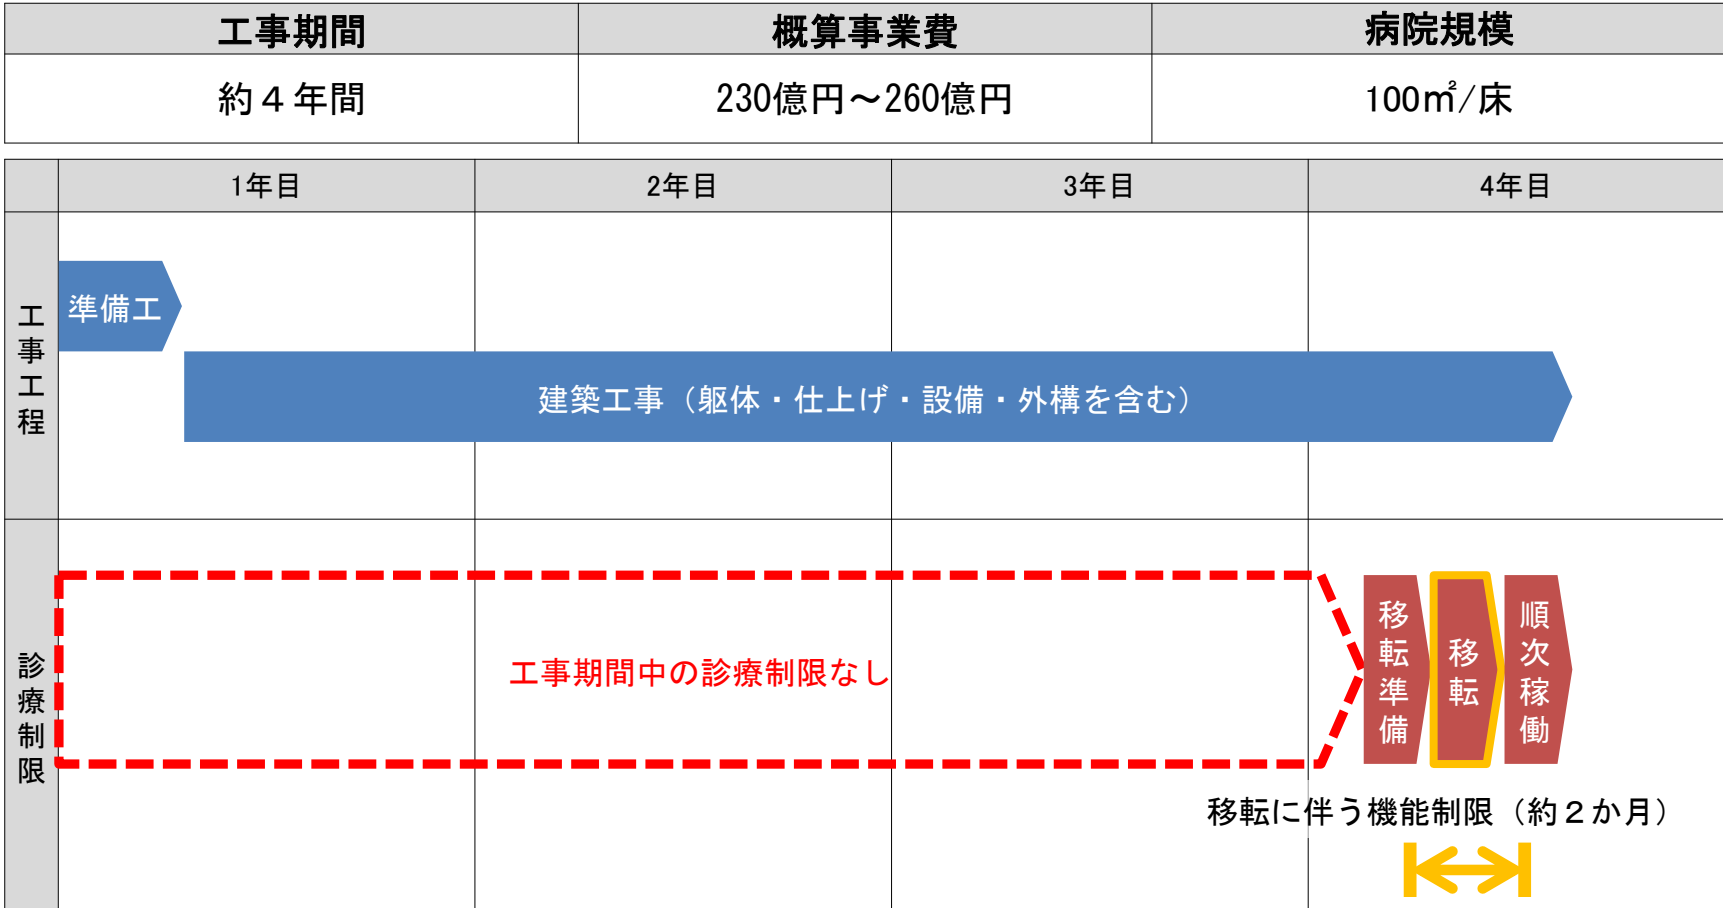 工事期間 概算事業費 病院規模
約４年間 230億円～260億円 100㎡/床
1年目 2年目 3年目 4年目
工事工程
準備工
建築工事（躯体・仕上げ・設備・外構を含む）
診療制限
工事期間中の診療制限なし
移転準備
移転
順次稼働
移転に伴う機能制限（約２か月）